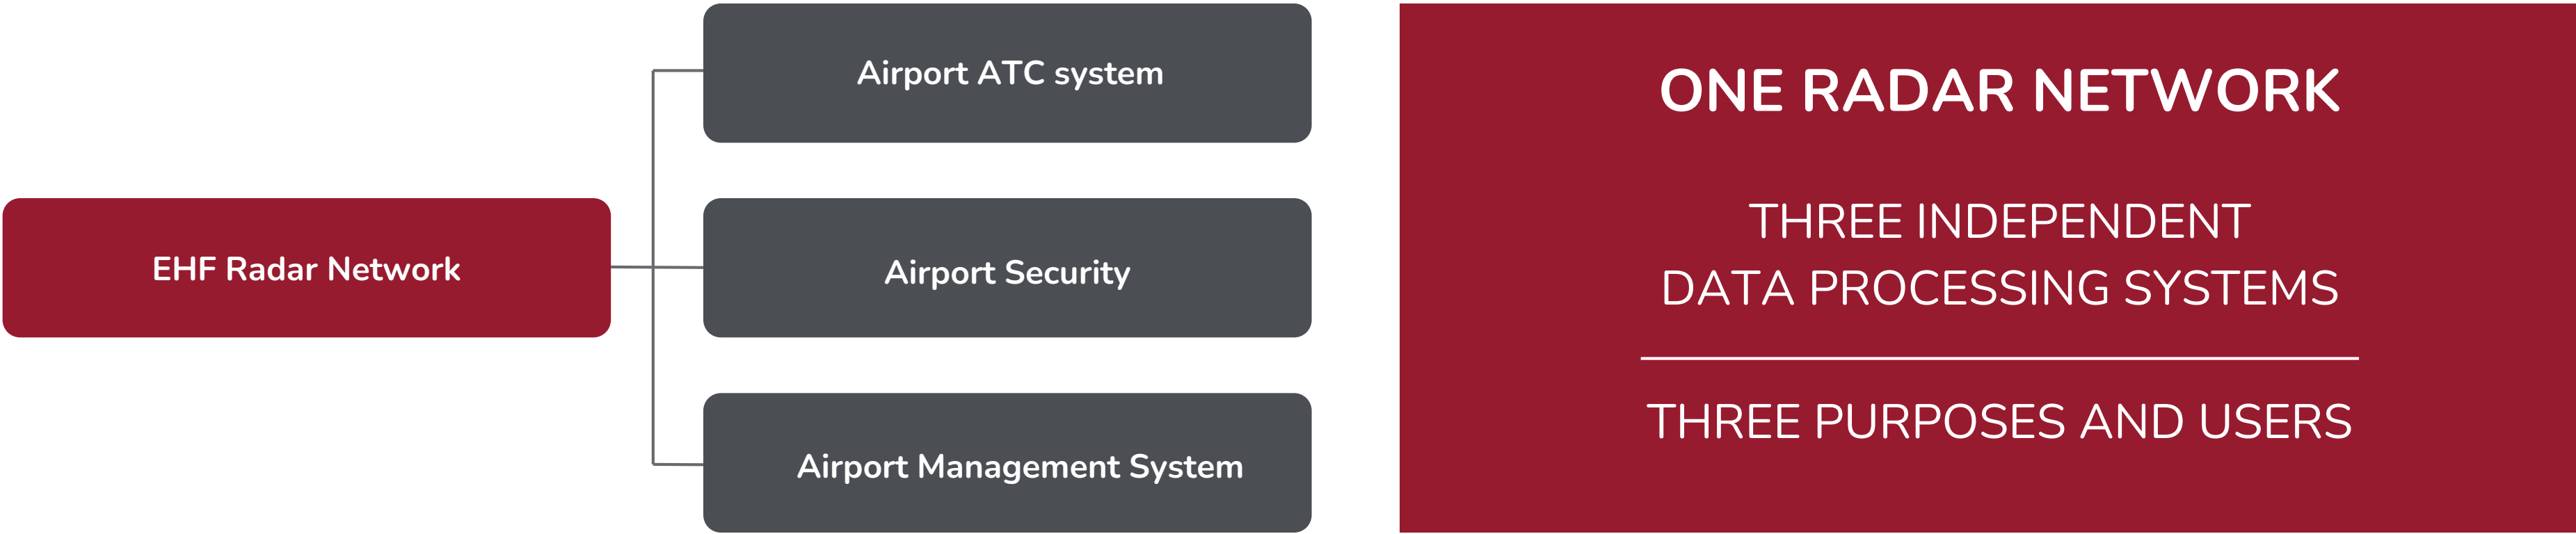 EHF Radar Network
Airport ATC system
Airport Security
Airport Management System
ONE RADAR NETWORK
THREE INDEPENDENT
DATA PROCESSING SYSTEMS
THREE PURPOSES AND USERS